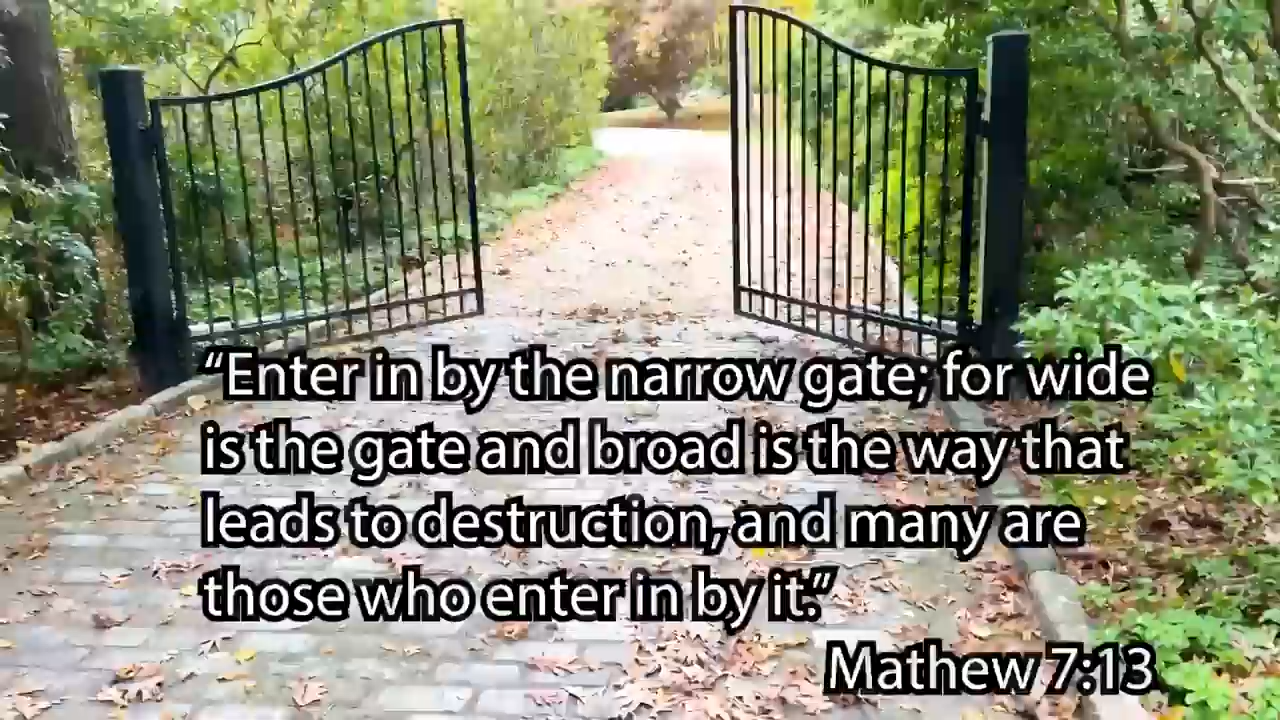 “Enter in by the narrow gate; for wide
is the gate and broad is the way that
leads to destruction, and many are
those who enter in by it.”
Mathew 7:13